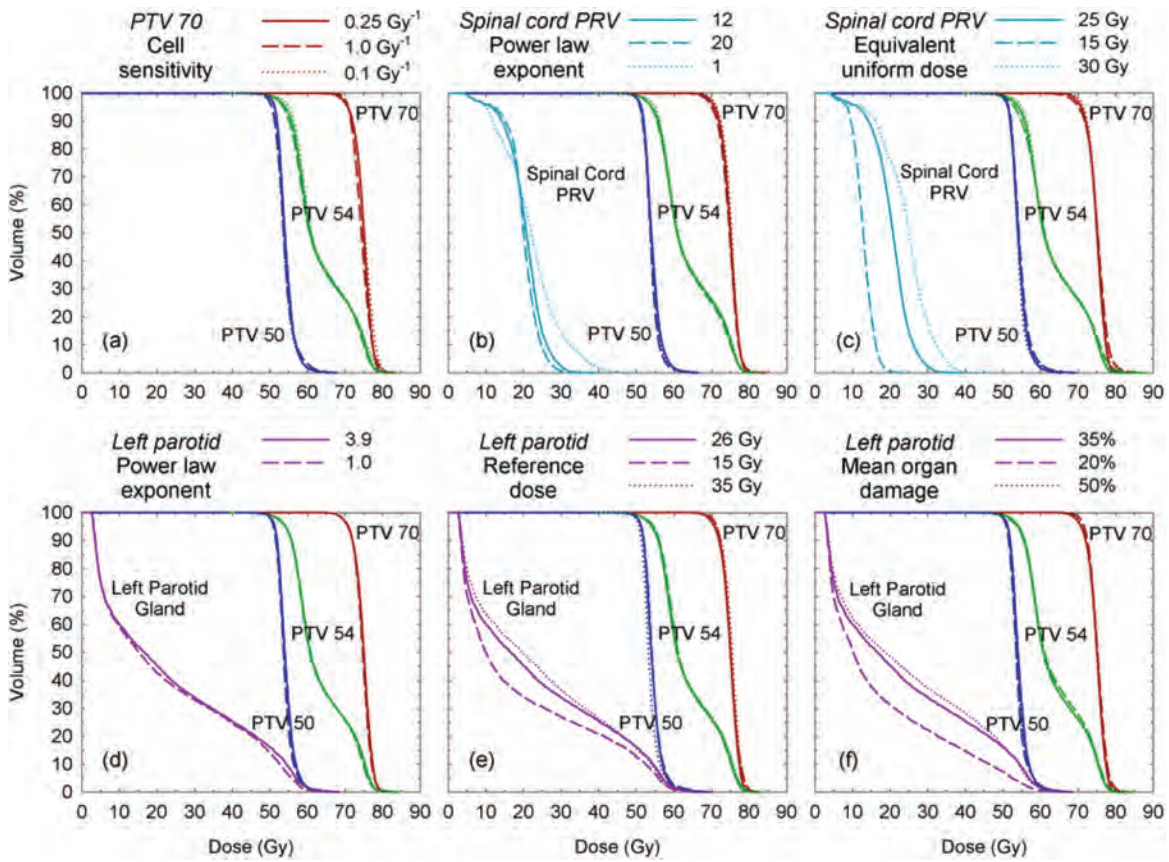 PTV 70
Cell
sensitivity
0.25 Gy⁻¹
1.0 Gy⁻¹
0.1 Gy⁻¹
Spinal cord PRV
Power law
exponent
12
20
1
Spinal cord PRV
Equivalent
uniform dose
25 Gy
15 Gy
30 Gy
Volume (%)
100
90
80
70
60
50
40
30
20
10
0
PTV 70
PTV 54
PTV 50
(a)
0 10 20 30 40 50 60 70 80 90
PTV 70
Spinal Cord
PRV
PTV 54
PTV 50
(b)
0 10 20 30 40 50 60 70 80 90
PTV 70
Spinal Cord
PRV
PTV 54
PTV 50
(c)
0 10 20 30 40 50 60 70 80 90
Left parotid
Power law
exponent
3.9
1.0
Left parotid
Reference
dose
26 Gy
15 Gy
35 Gy
Left parotid
Mean organ
damage
35%
20%
50%
Volume (%)
100
90
80
70
60
50
40
30
20
10
0
PTV 70
Left Parotid
Gland
PTV 54
PTV 50
(d)
0 10 20 30 40 50 60 70 80 90
Dose (Gy)
PTV 70
Left Parotid
Gland
PTV 54
PTV 50
(e)
0 10 20 30 40 50 60 70 80 90
Dose (Gy)
PTV 70
Left Parotid
Gland
PTV 54
PTV 50
(f)
0 10 20 30 40 50 60 70 80 90
Dose (Gy)